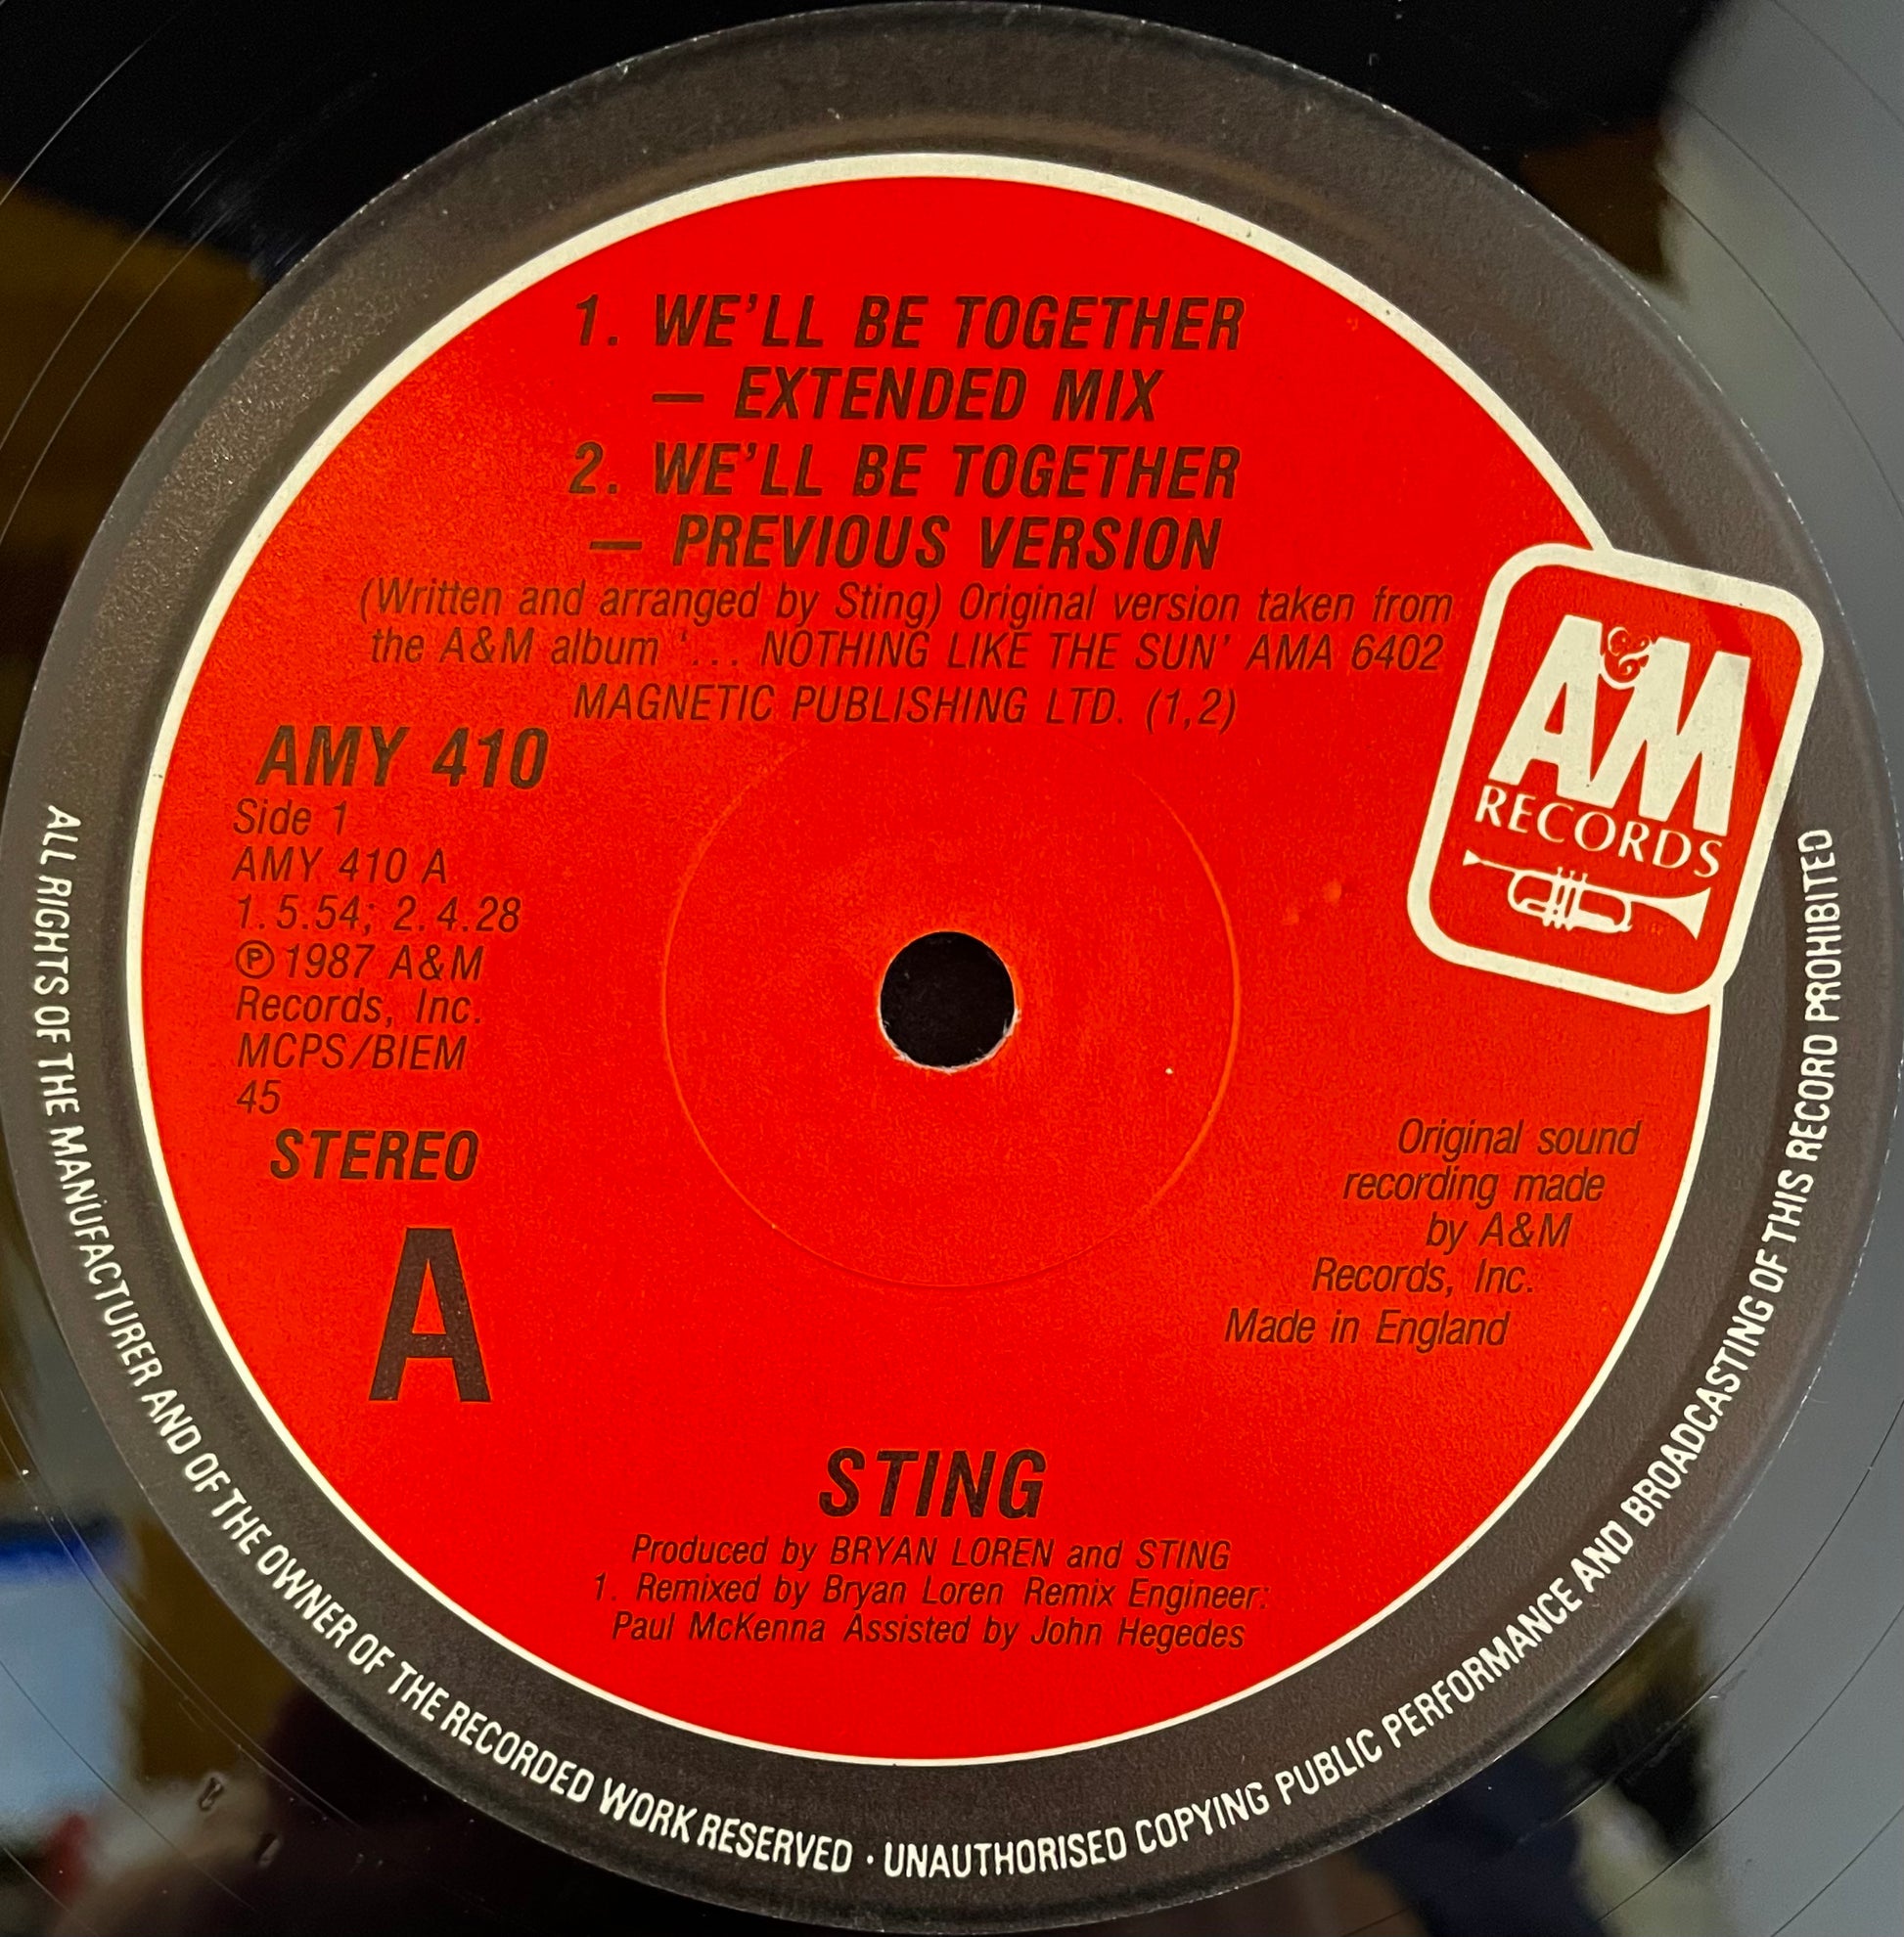 1. WE'LL BE TOGETHER
— EXTENDED MIX
2. WE'LL BE TOGETHER
— PREVIOUS VERSION
(Written and arranged by Sting) Original version taken from
the A&M album '... NOTHING LIKE THE SUN' AMA 6402
MAGNETIC PUBLISHING LTD. (1,2)
A&M
RECORDS
AMY 410
Side 1
AMY 410 A
1.5.54; 2.4.28
℗1987 A&M
Records, Inc.
MCPS/BIEM
45
STEREO
A
Original sound
recording made
by A&M
Records, Inc.
Made in England
STING
Produced by BRYAN LOREN and STING
1. Remixed by Bryan Loren Remix Engineer:
Paul McKenna Assisted by John Hegedes
ALL RIGHTS OF THE MANUFACTURER AND OF THE OWNER OF THE RECORDED WORK RESERVED · UNAUTHORISED COPYING PUBLIC PERFORMANCE AND BROADCASTING OF THIS RECORD PROHIBITED